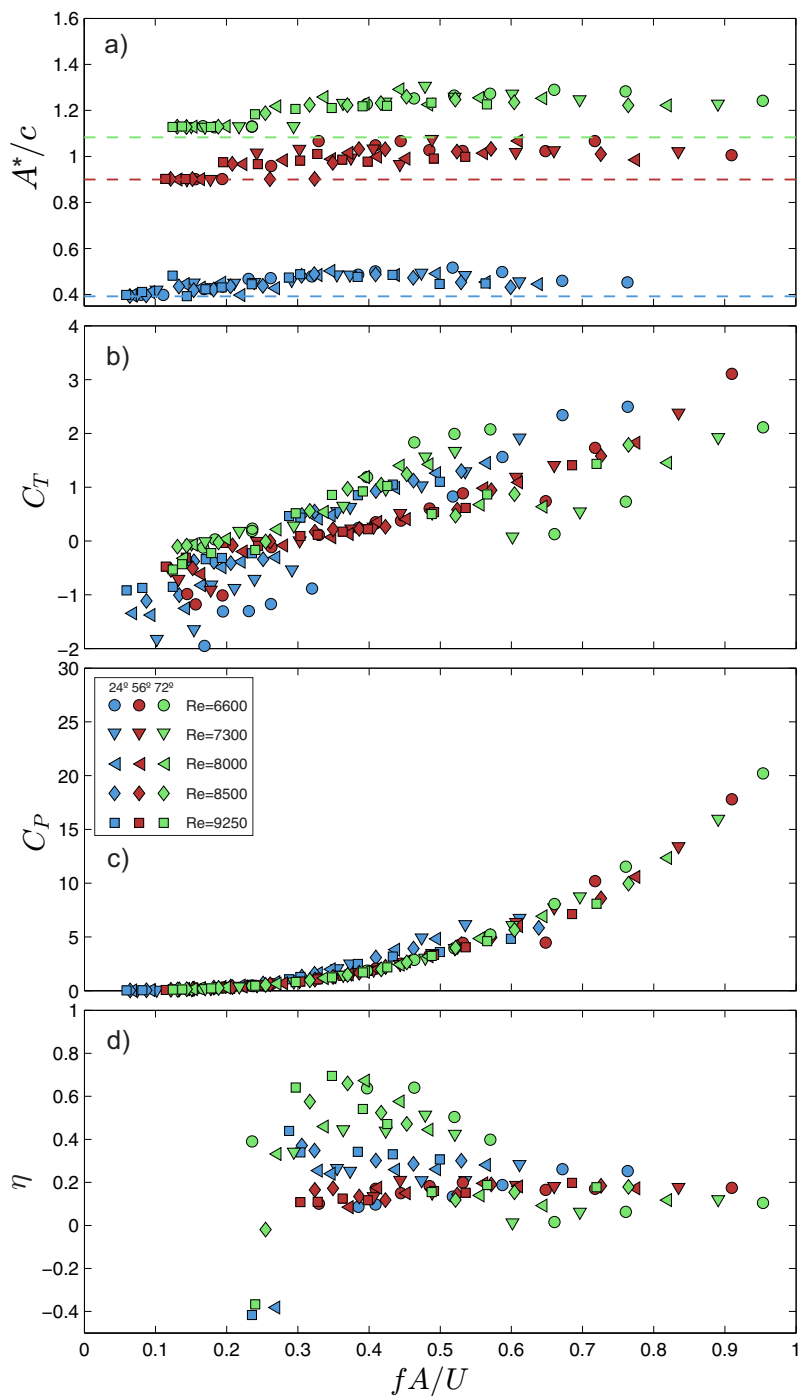 a)
1.6
1.4
1.2
1
0.8
0.6
0.4
A*/c
b)
4
3
2
1
0
−1
−2
C_T
30
25
20
15
10
5
0
C_P
24º 56º 72º
Re=6600
Re=7300
Re=8000
Re=8500
Re=9250
c)
d)
1
0.8
0.6
0.4
0.2
0
−0.2
−0.4
η
0 0.1 0.2 0.3 0.4 0.5 0.6 0.7 0.8 0.9 1
fA/U